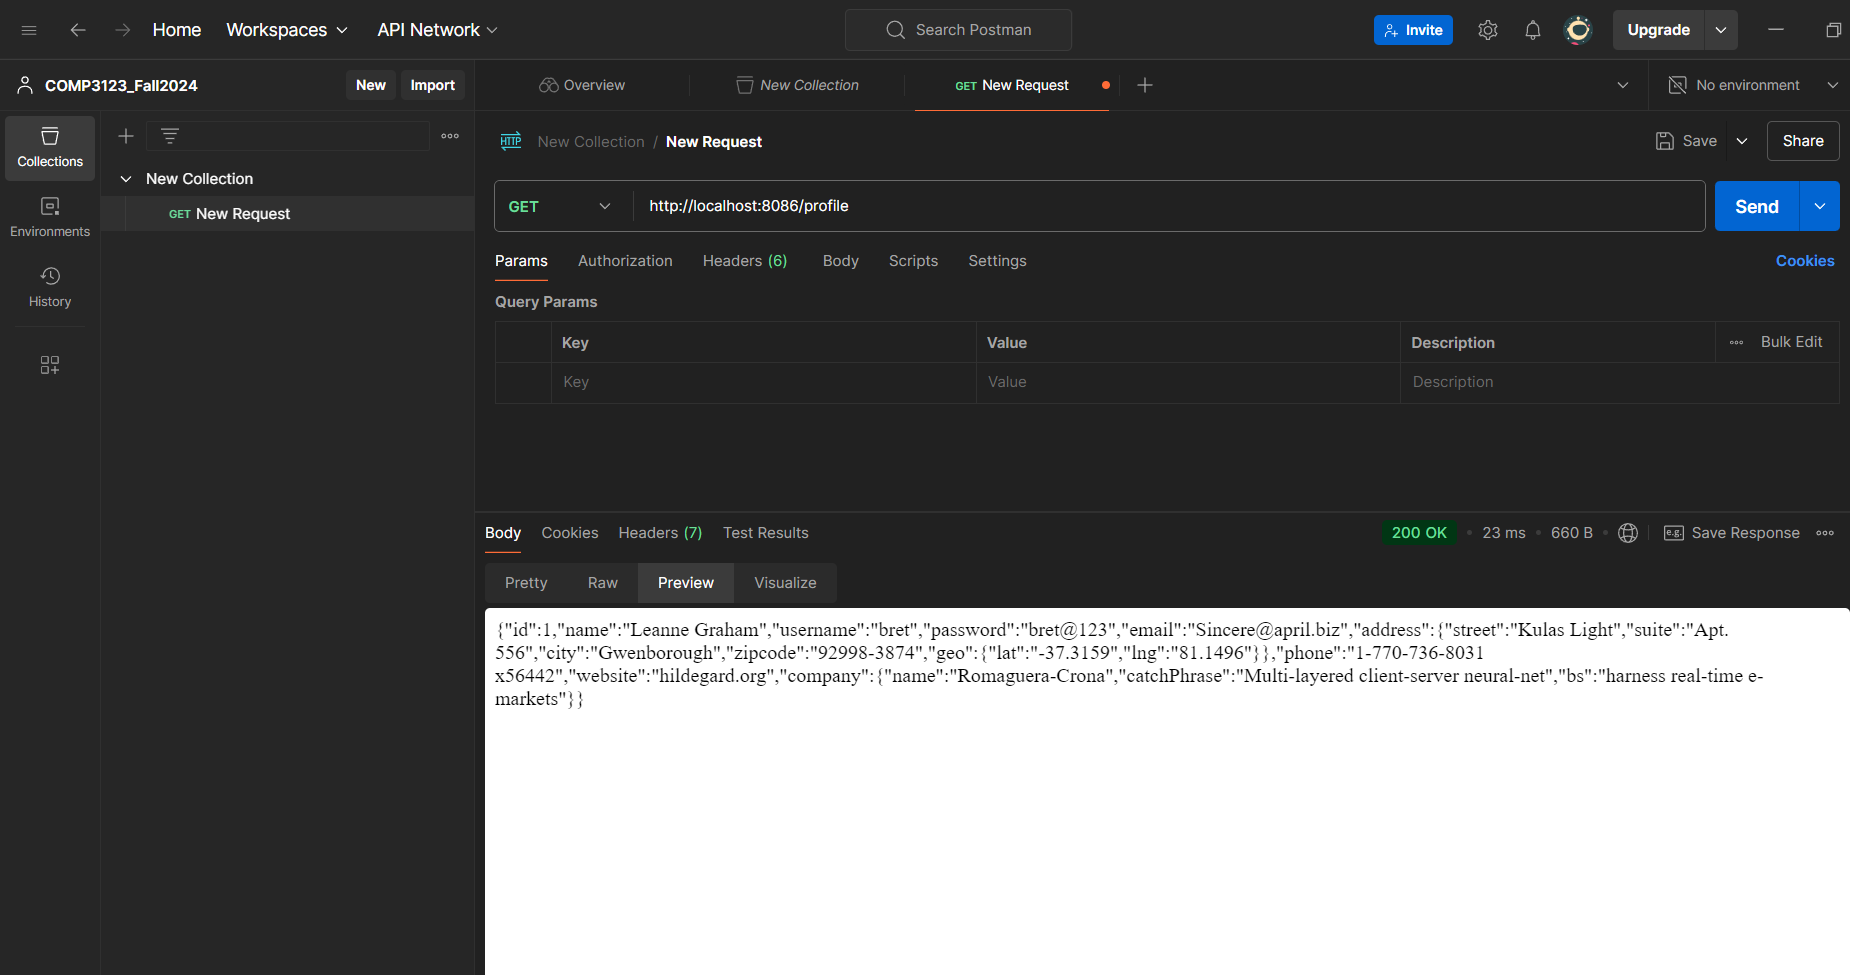 Home Workspaces API Network Search Postman Invite Upgrade
COMP3123_Fall2024 New Import Overview New Collection GET New Request No environment
Collections
Environments
History
New Collection
GET New Request
HTTP New Collection / New Request Save Share
GET http://localhost:8086/profile Send
Params Authorization Headers (6) Body Scripts Settings Cookies
Query Params
Key Value Description Bulk Edit
Key Value Description
Body Cookies Headers (7) Test Results 200 OK • 23 ms • 660 B • e.g. Save Response
Pretty Raw Preview Visualize
{"id":1,"name":"Leanne Graham","username":"bret","password":"bret@123","email":"Sincere@april.biz","address":{"street":"Kulas Light","suite":"Apt.
556","city":"Gwenborough","zipcode":"92998-3874","geo":{"lat":"-37.3159","lng":"81.1496"}},"phone":"1-770-736-8031
x56442","website":"hildegard.org","company":{"name":"Romaguera-Crona","catchPhrase":"Multi-layered client-server neural-net","bs":"harness real-time e-
markets"}}